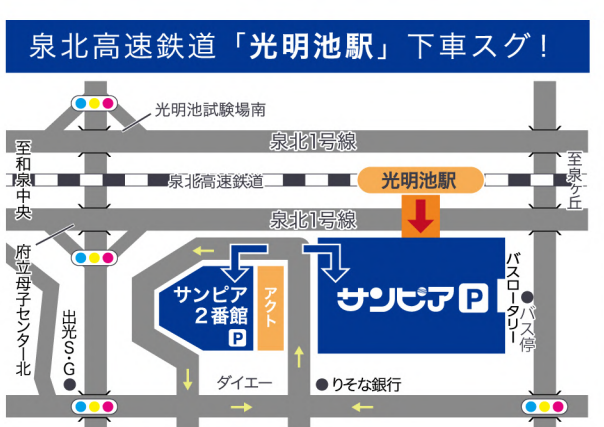 泉北高速鉄道「光明池駅」下車スグ！
光明池試験場南
泉北1号線
至和泉中央
泉北高速鉄道
光明池駅
至泉ヶ丘
泉北1号線
府立母子センター北
サンピア
2番館
P
アクト
サンピア P
バスロータリー
バス停
出光S・G
ダイエー
りそな銀行